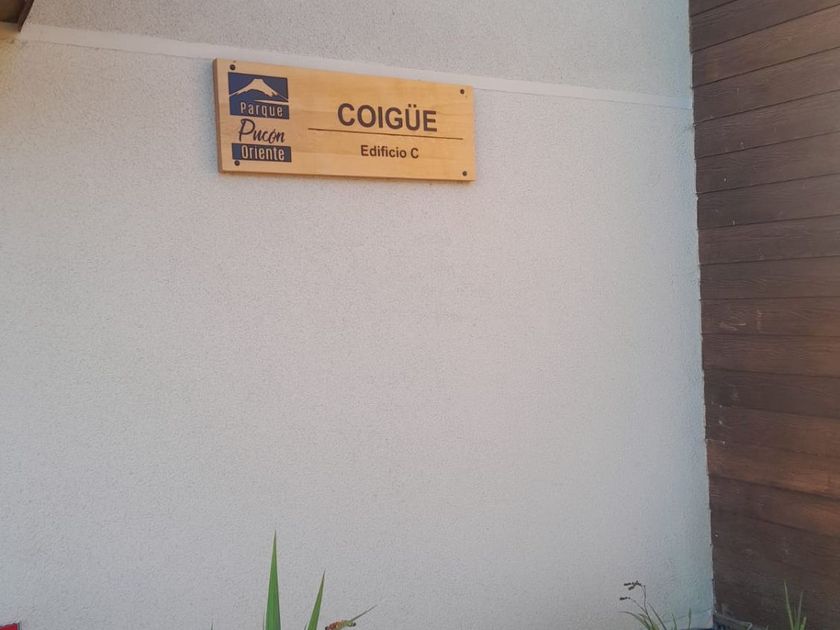 Parque
Pucón
Oriente
COIGÜE
Edificio C